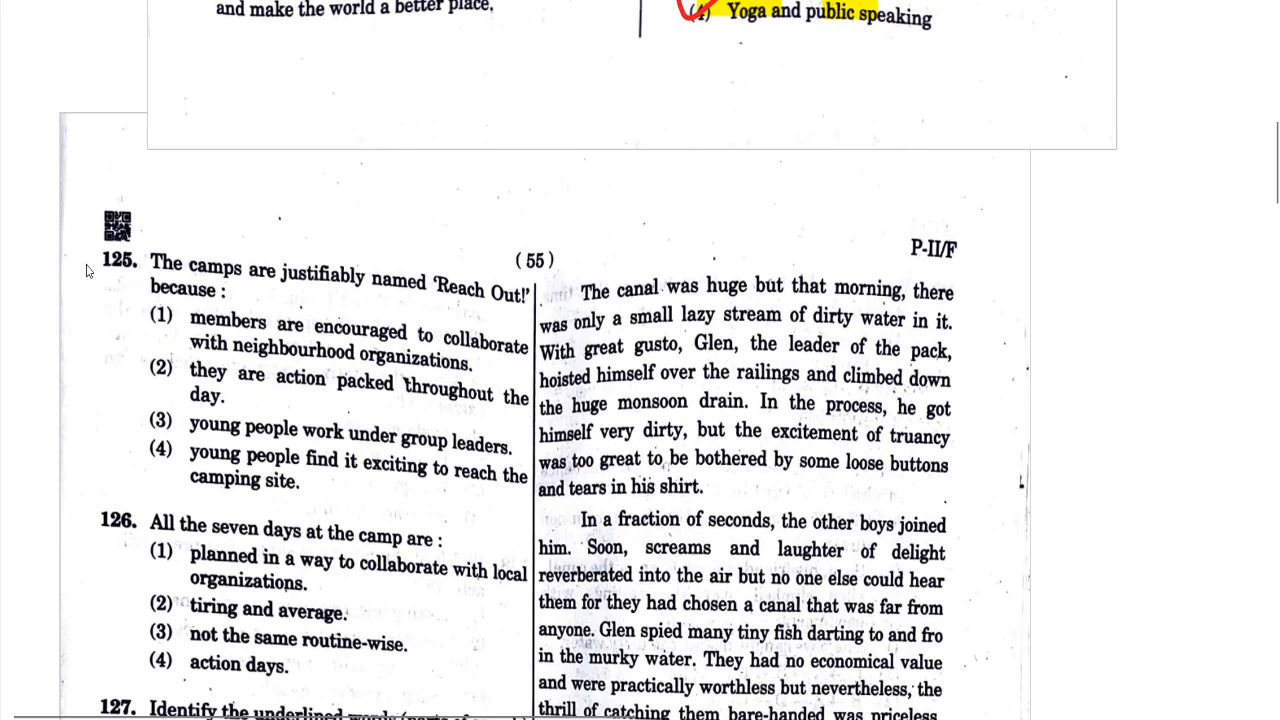 and make the world a better place.
(4) Yoga and public speaking
P-II/F
(55)
125. The camps are justifiably named 'Reach Out!'
because :
(1) members are encouraged to collaborate
with neighbourhood organizations.
(2) they are action packed throughout the
day.
(3) young people work under group leaders.
(4) young people find it exciting to reach the
camping site.
126. All the seven days at the camp are :
(1) planned in a way to collaborate with local
organizations.
(2) tiring and average.
(3) not the same routine-wise.
(4) action days.
127. Identify the underlined
The canal was huge but that morning, there
was only a small lazy stream of dirty water in it.
With great gusto, Glen, the leader of the pack,
hoisted himself over the railings and climbed down
the huge monsoon drain. In the process, he got
himself very dirty, but the excitement of truancy
was too great to be bothered by some loose buttons
and tears in his shirt.
In a fraction of seconds, the other boys joined
him. Soon, screams and laughter of delight
reverberated into the air but no one else could hear
them for they had chosen a canal that was far from
anyone. Glen spied many tiny fish darting to and fro
in the murky water. They had no economical value
and were practically worthless but nevertheless, the
thrill of catching them bare-handed was priceless.